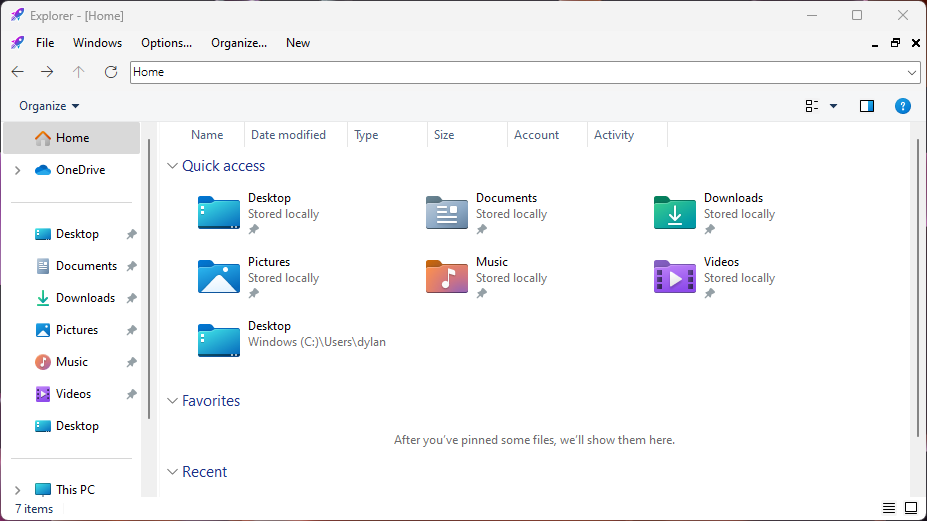 Explorer - [Home]
File Windows Options... Organize... New
Home
Organize
Home
OneDrive
Desktop
Documents
Downloads
Pictures
Music
Videos
Desktop
This PC
Name Date modified Type Size Account Activity
Quick access
Desktop
Stored locally
Documents
Stored locally
Downloads
Stored locally
Pictures
Stored locally
Music
Stored locally
Videos
Stored locally
Desktop
Windows (C:)\Users\dylan
Favorites
After you've pinned some files, we'll show them here.
Recent
7 items